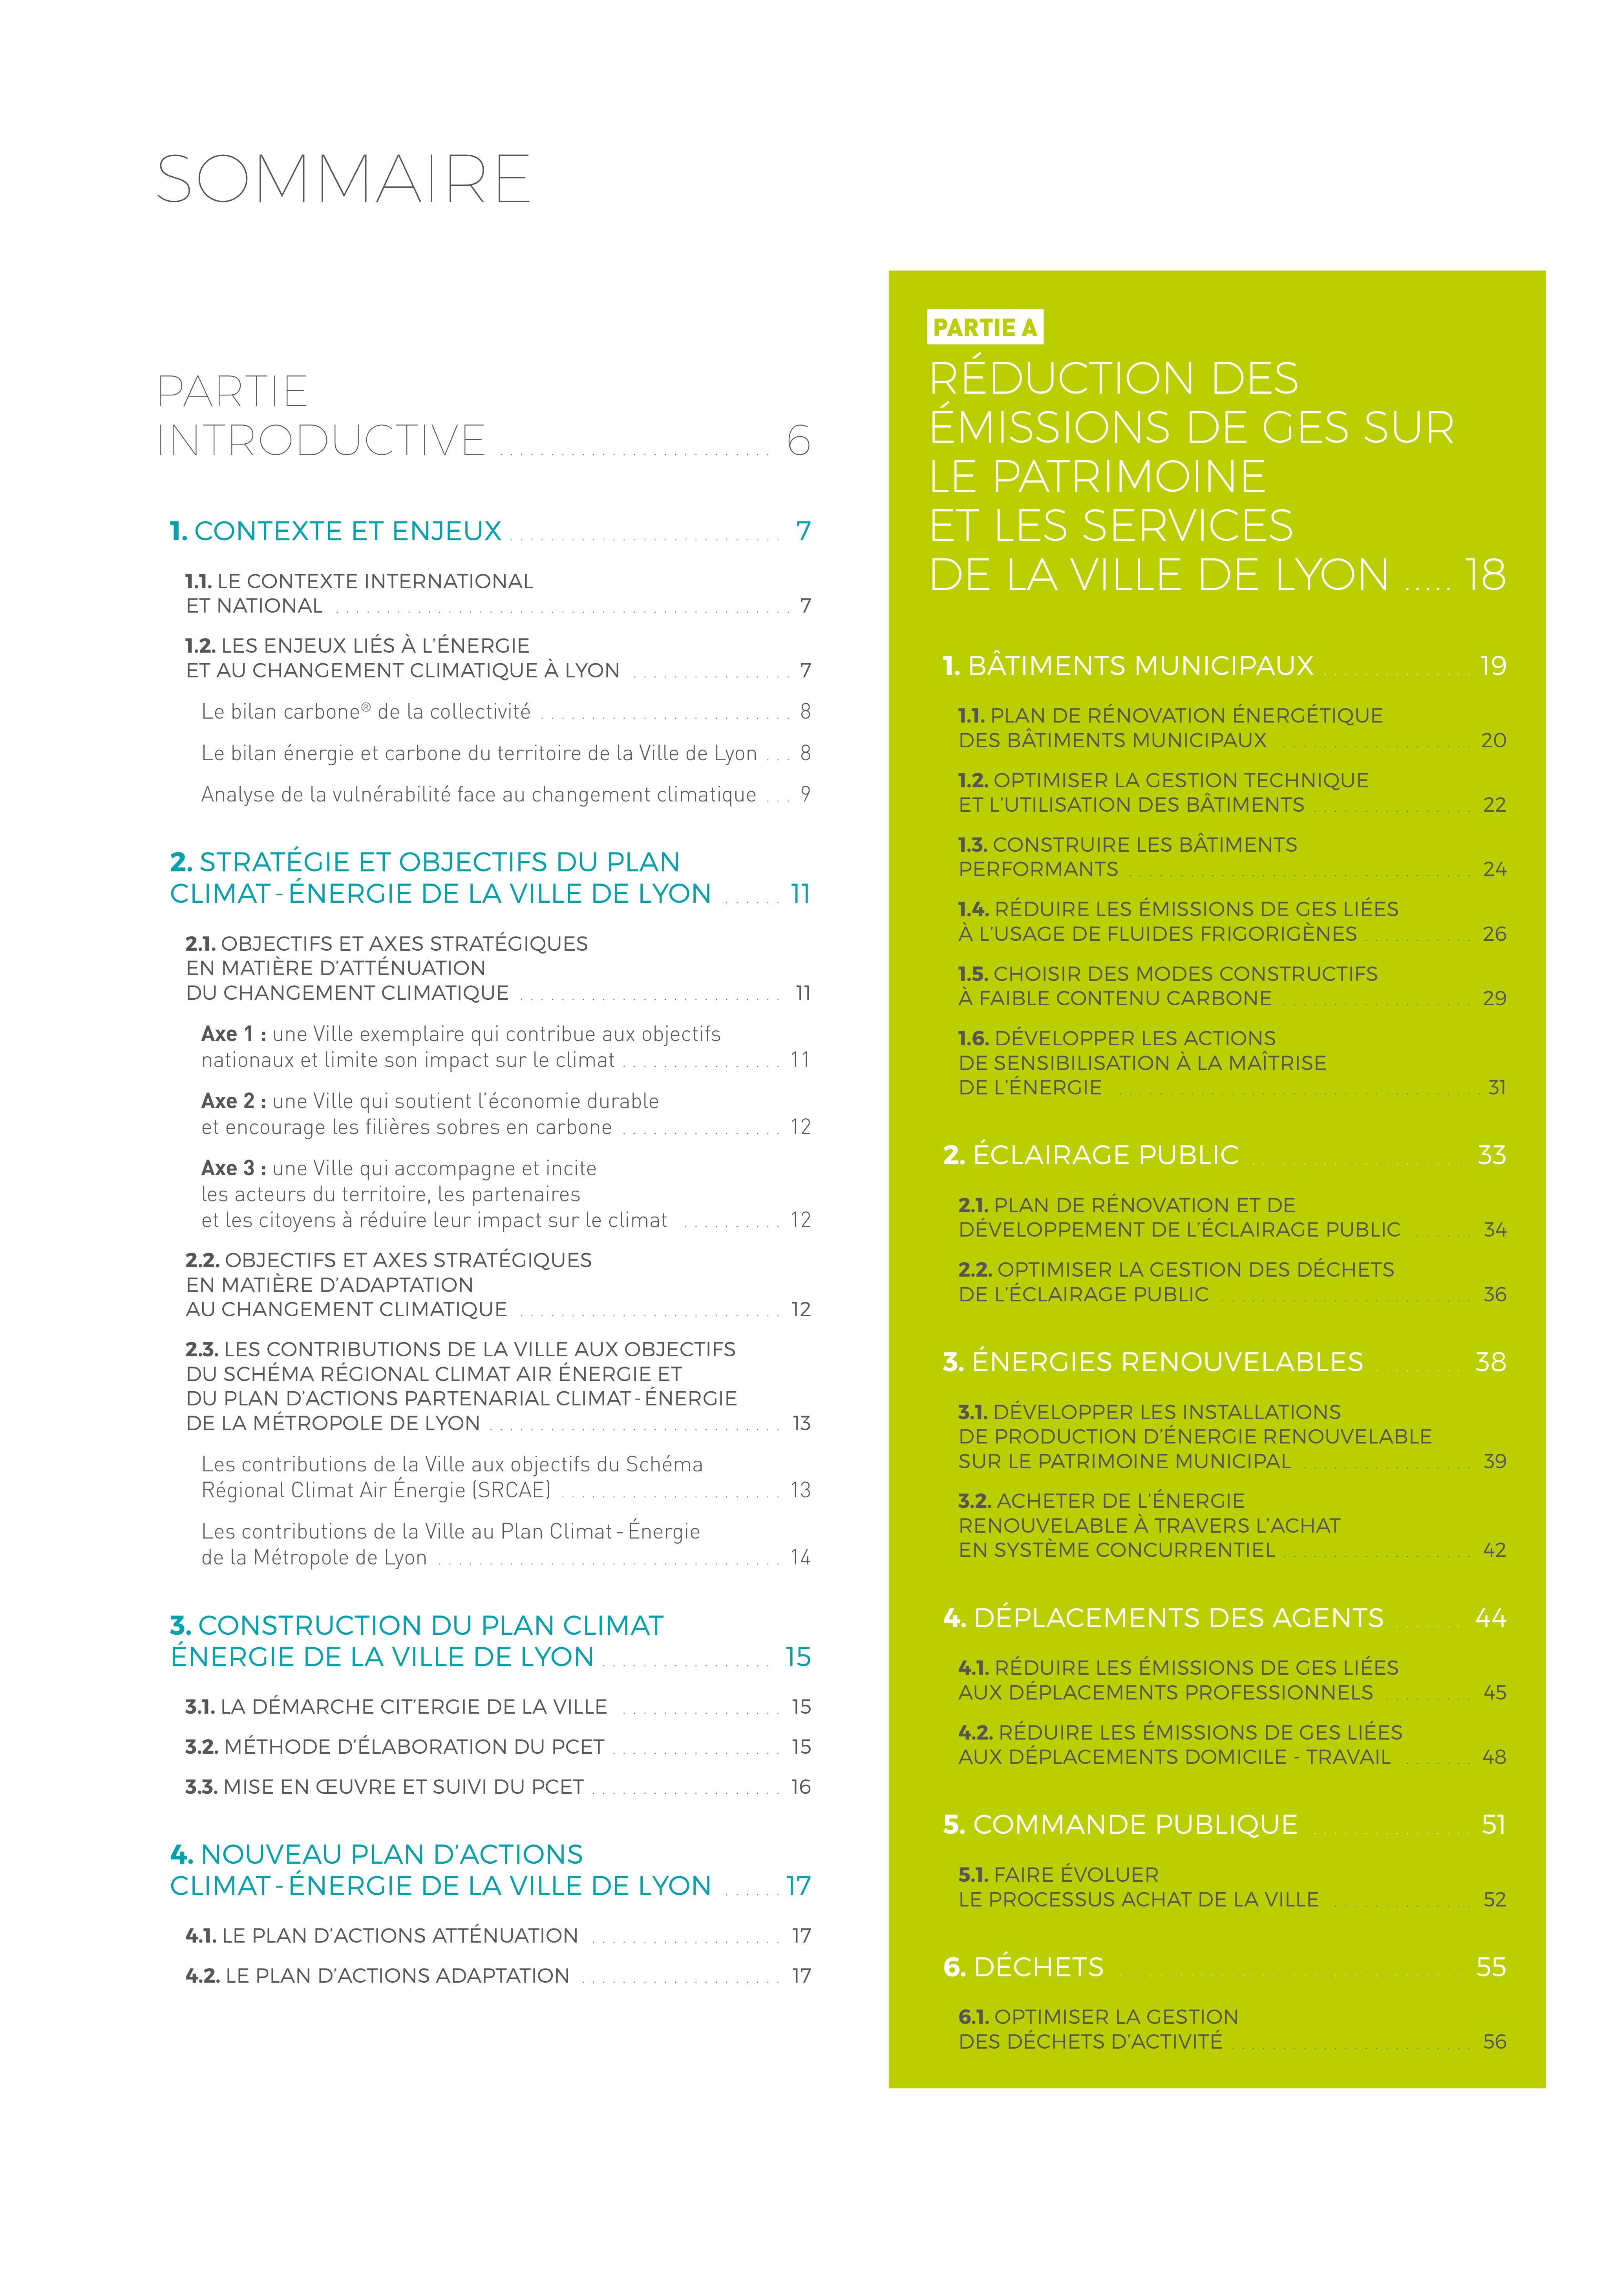 SOMMAIRE
PARTIE
INTRODUCTIVE ........................... 6
1. CONTEXTE ET ENJEUX ........................... 7
1.1. LE CONTEXTE INTERNATIONAL
ET NATIONAL ............................................. 7
1.2. LES ENJEUX LIÉS À L'ÉNERGIE
ET AU CHANGEMENT CLIMATIQUE À LYON ................ 7
Le bilan carbone® de la collectivité ......................... 8
Le bilan énergie et carbone du territoire de la Ville de Lyon ... 8
Analyse de la vulnérabilité face au changement climatique ... 9
2. STRATÉGIE ET OBJECTIFS DU PLAN
CLIMAT-ÉNERGIE DE LA VILLE DE LYON ...... 11
2.1. OBJECTIFS ET AXES STRATÉGIQUES
EN MATIÈRE D'ATTÉNUATION
DU CHANGEMENT CLIMATIQUE .......................... 11
Axe 1 : une Ville exemplaire qui contribue aux objectifs
nationaux et limite son impact sur le climat ................ 11
Axe 2 : une Ville qui soutient l'économie durable
et encourage les filières sobres en carbone ................ 12
Axe 3 : une Ville qui accompagne et incite
les acteurs du territoire, les partenaires
et les citoyens à réduire leur impact sur le climat .......... 12
2.2. OBJECTIFS ET AXES STRATÉGIQUES
EN MATIÈRE D'ADAPTATION
AU CHANGEMENT CLIMATIQUE .......................... 12
2.3. LES CONTRIBUTIONS DE LA VILLE AUX OBJECTIFS
DU SCHÉMA RÉGIONAL CLIMAT AIR ÉNERGIE ET
DU PLAN D'ACTIONS PARTENARIAL CLIMAT-ÉNERGIE
DE LA MÉTROPOLE DE LYON ............................. 13
Les contributions de la Ville aux objectifs du Schéma
Régional Climat Air Énergie (SRCAE) ...................... 13
Les contributions de la Ville au Plan Climat-Énergie
de la Métropole de Lyon .................................. 14
3. CONSTRUCTION DU PLAN CLIMAT
ÉNERGIE DE LA VILLE DE LYON ................. 15
3.1. LA DÉMARCHE CIT'ERGIE DE LA VILLE ................ 15
3.2. MÉTHODE D'ÉLABORATION DU PCET ................. 15
3.3. MISE EN ŒUVRE ET SUIVI DU PCET ................... 16
4. NOUVEAU PLAN D'ACTIONS
CLIMAT-ÉNERGIE DE LA VILLE DE LYON ...... 17
4.1. LE PLAN D'ACTIONS ATTÉNUATION ................... 17
4.2. LE PLAN D'ACTIONS ADAPTATION .................... 17
PARTIE A
RÉDUCTION DES
ÉMISSIONS DE GES SUR
LE PATRIMOINE
ET LES SERVICES
DE LA VILLE DE LYON ..... 18
1. BÂTIMENTS MUNICIPAUX ............... 19
1.1. PLAN DE RÉNOVATION ÉNERGÉTIQUE
DES BÂTIMENTS MUNICIPAUX ................... 20
1.2. OPTIMISER LA GESTION TECHNIQUE
ET L'UTILISATION DES BÂTIMENTS ................ 22
1.3. CONSTRUIRE LES BÂTIMENTS
PERFORMANTS .................................. 24
1.4. RÉDUIRE LES ÉMISSIONS DE GES LIÉES
À L'USAGE DE FLUIDES FRIGORIGÈNES ........... 26
1.5. CHOISIR DES MODES CONSTRUCTIFS
À FAIBLE CONTENU CARBONE ................... 29
1.6. DÉVELOPPER LES ACTIONS
DE SENSIBILISATION À LA MAÎTRISE
DE L'ÉNERGIE .................................... 31
2. ÉCLAIRAGE PUBLIC ...................... 33
2.1. PLAN DE RÉNOVATION ET DE
DÉVELOPPEMENT DE L'ÉCLAIRAGE PUBLIC ...... 34
2.2. OPTIMISER LA GESTION DES DÉCHETS
DE L'ÉCLAIRAGE PUBLIC ......................... 36
3. ÉNERGIES RENOUVELABLES ......... 38
3.1. DÉVELOPPER LES INSTALLATIONS
DE PRODUCTION D'ÉNERGIE RENOUVELABLE
SUR LE PATRIMOINE MUNICIPAL ................. 39
3.2. ACHETER DE L'ÉNERGIE
RENOUVELABLE À TRAVERS L'ACHAT
EN SYSTÈME CONCURRENTIEL ................... 42
4. DÉPLACEMENTS DES AGENTS ....... 44
4.1. RÉDUIRE LES ÉMISSIONS DE GES LIÉES
AUX DÉPLACEMENTS PROFESSIONNELS ......... 45
4.2. RÉDUIRE LES ÉMISSIONS DE GES LIÉES
AUX DÉPLACEMENTS DOMICILE - TRAVAIL ....... 48
5. COMMANDE PUBLIQUE ................ 51
5.1. FAIRE ÉVOLUER
LE PROCESSUS ACHAT DE LA VILLE .............. 52
6. DÉCHETS .................................. 55
6.1. OPTIMISER LA GESTION
DES DÉCHETS D'ACTIVITÉ ........................ 56